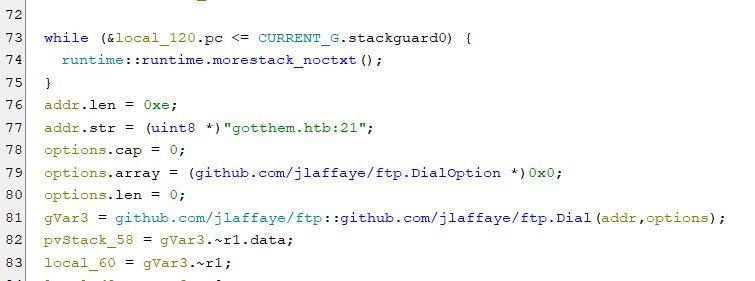 72
73 while (&local_120.pc <= CURRENT_G.stackguard0) {
74 runtime::runtime.morestack_noctxt();
75 }
76 addr.len = 0xe;
77 addr.str = (uint8 *)"gotthem.htb:21";
78 options.cap = 0;
79 options.array = (github.com/jlaffaye/ftp.DialOption *)0x0;
80 options.len = 0;
81 gVar3 = github.com/jlaffaye/ftp::github.com/jlaffaye/ftp.Dial(addr,options);
82 pvStack_58 = gVar3.~r1.data;
83 local_60 = gVar3.~r1;